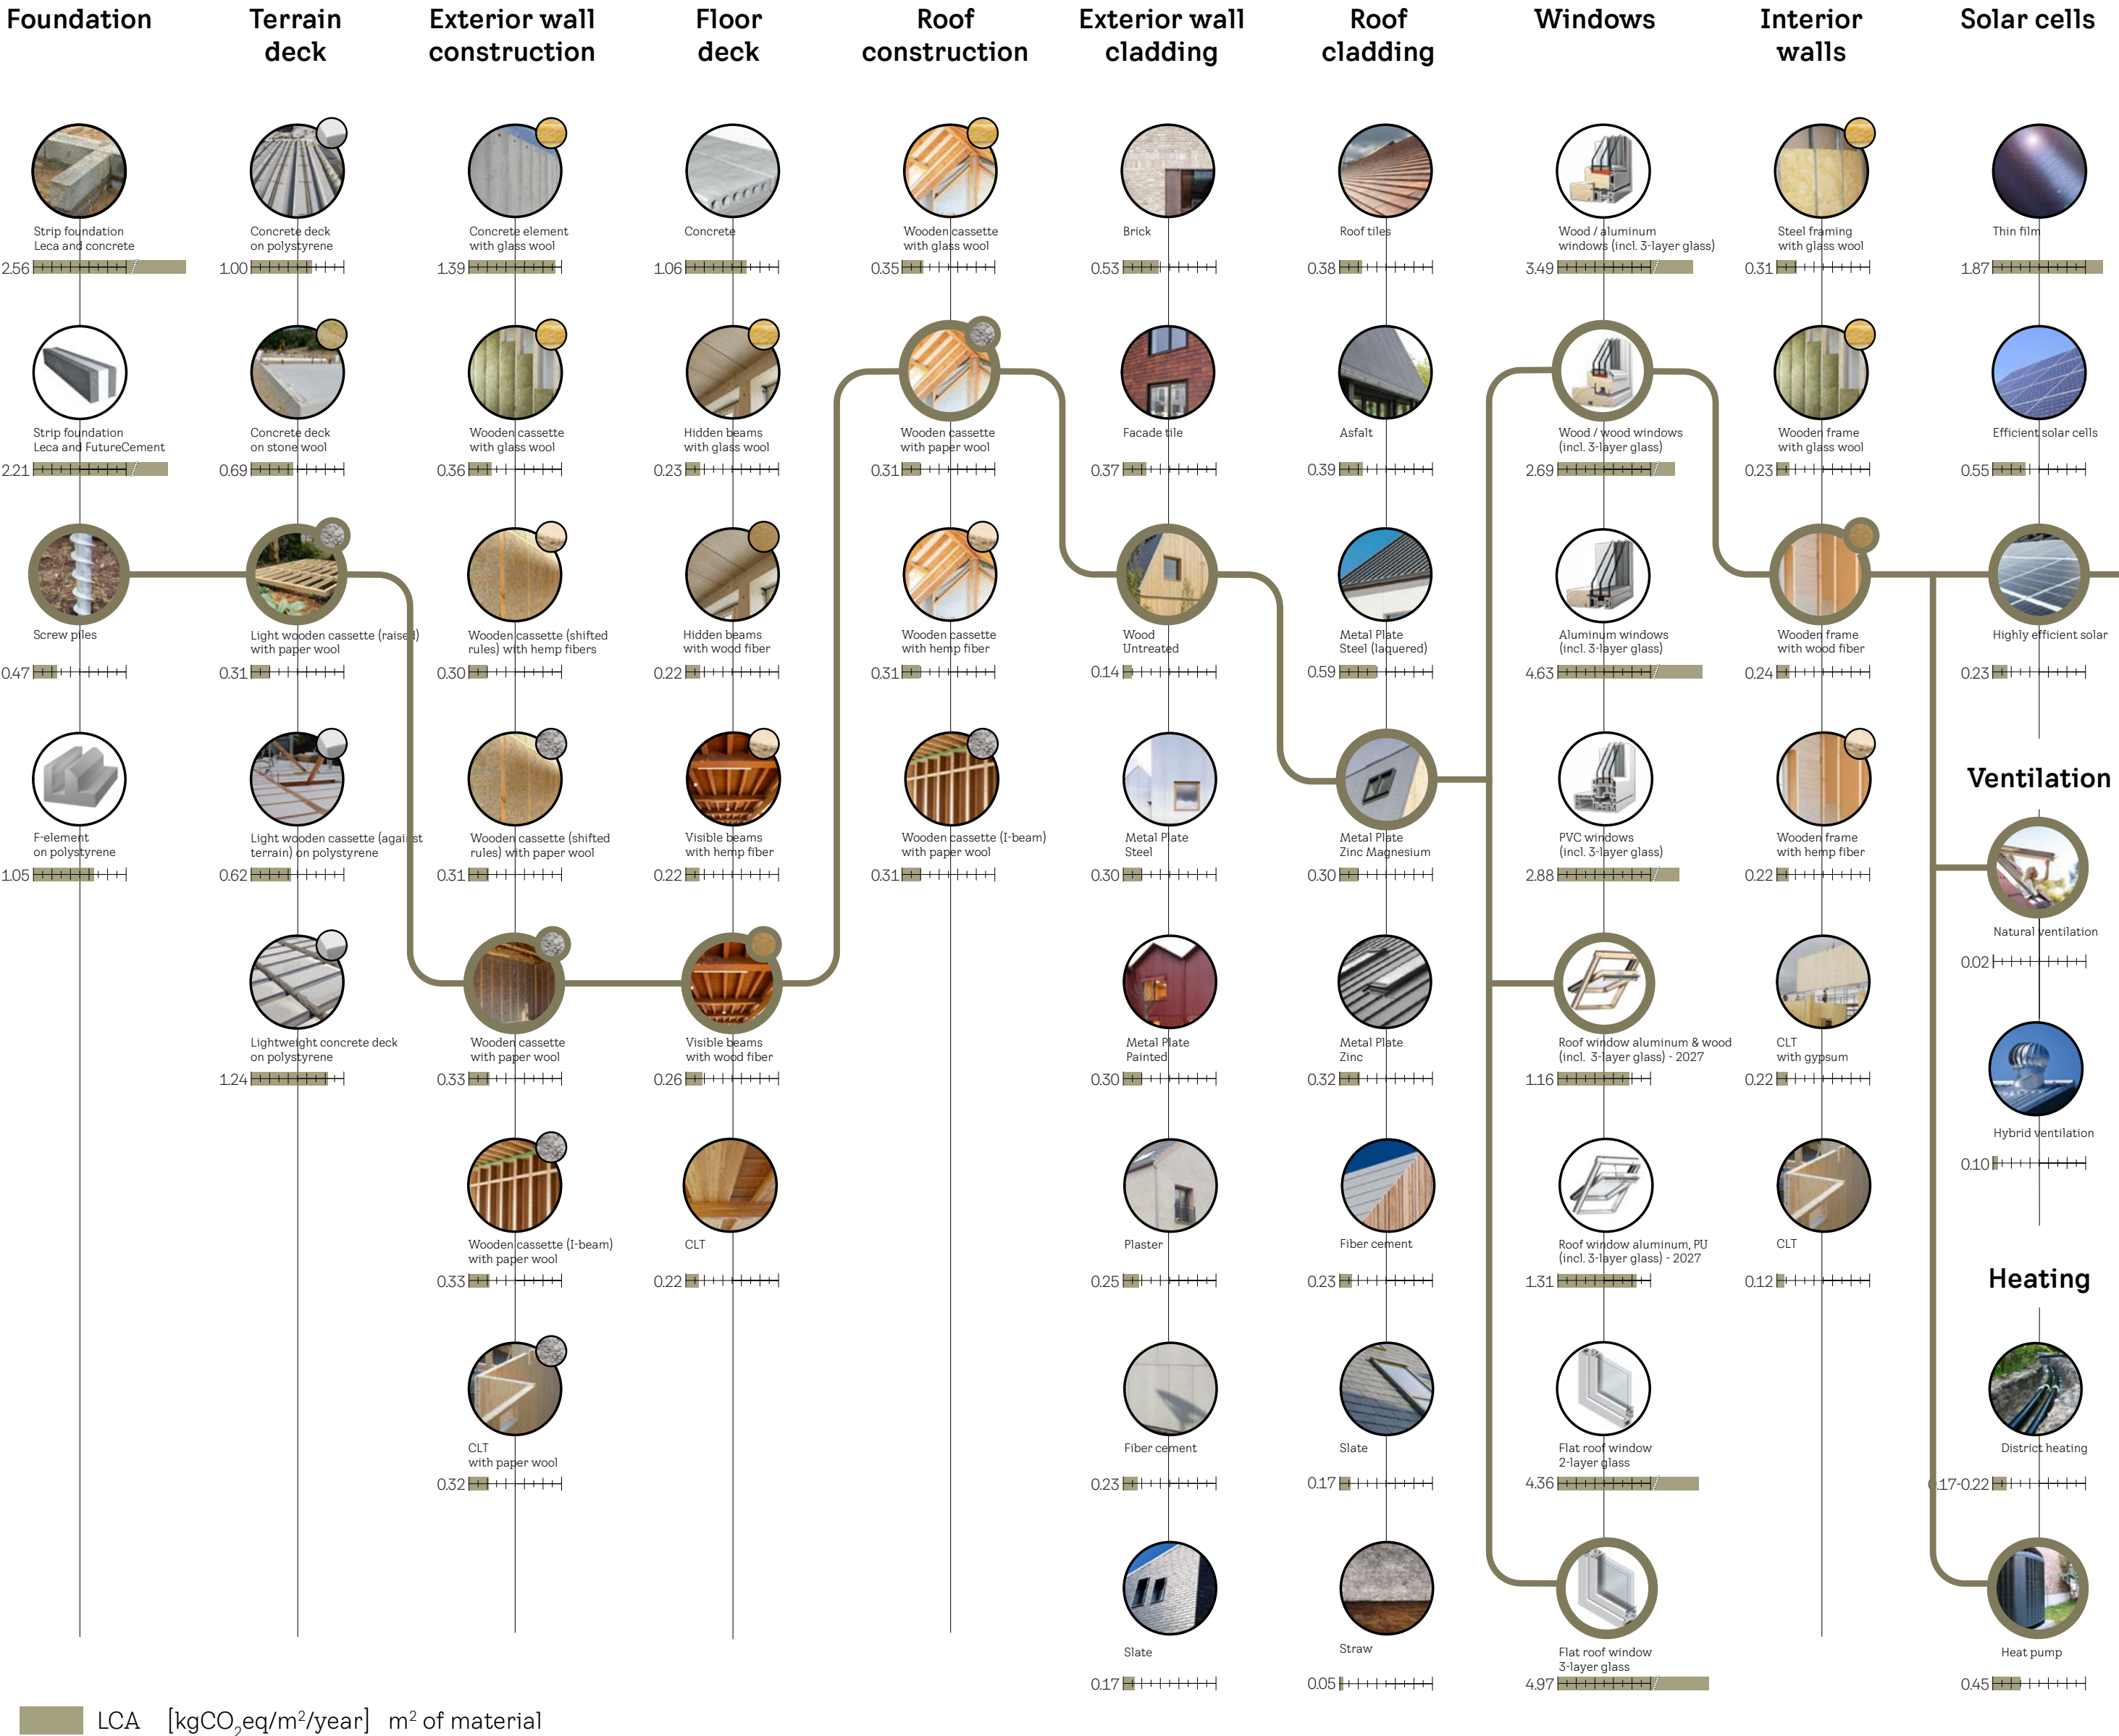 Foundation
Strip foundation
Leca and concrete
2.56
Strip foundation
Leca and FutureCement
2.21
Screw piles
0.47
F-element
on polystyrene
1.05
Terrain
deck
Concrete deck
on polystyrene
1.00
Concrete deck
on stone wool
0.69
Light wooden cassette (raised)
with paper wool
0.31
Light wooden cassette (against
terrain) on polystyrene
0.62
Lightweight concrete deck
on polystyrene
1.24
Exterior wall
construction
Concrete element
with glass wool
1.39
Wooden cassette
with glass wool
0.36
Wooden cassette (shifted
rules) with hemp fibers
0.30
Wooden cassette (shifted
rules) with paper wool
0.31
Wooden cassette
with paper wool
0.33
Wooden cassette (I-beam)
with paper wool
0.33
CLT
with paper wool
0.32
Floor
deck
Concrete
1.06
Hidden beams
with glass wool
0.23
Hidden beams
with wood fiber
0.22
Visible beams
with hemp fiber
0.22
Visible beams
with wood fiber
0.26
CLT
0.22
Roof
construction
Wooden cassette
with glass wool
0.35
Wooden cassette
with paper wool
0.31
Wooden cassette
with hemp fiber
0.31
Wooden cassette (I-beam)
with paper wool
0.31
Exterior wall
cladding
Brick
0.53
Facade tile
0.37
Wood
Untreated
0.14
Metal Plate
Steel
0.30
Metal Plate
Painted
0.30
Plaster
0.25
Fiber cement
0.23
Slate
0.17
Roof
cladding
Roof tiles
0.38
Asfalt
0.39
Metal Plate
Steel (laquered)
0.59
Metal Plate
Zinc Magnesium
0.30
Metal Plate
Zinc
0.32
Fiber cement
0.23
Slate
0.17
Straw
0.05
Windows
Wood / aluminum
windows (incl. 3-layer glass)
3.49
Wood / wood windows
(incl. 3-layer glass)
2.69
Aluminum windows
(incl. 3-layer glass)
4.63
PVC windows
(incl. 3-layer glass)
2.88
Roof window aluminum & wood
(incl. 3-layer glass) - 2027
1.16
Roof window aluminum, PU
(incl. 3-layer glass) - 2027
1.31
Flat roof window
2-layer glass
4.36
Flat roof window
3-layer glass
4.97
Interior
walls
Steel framing
with glass wool
0.31
Wooden frame
with glass wool
0.23
Wooden frame
with wood fiber
0.24
Wooden frame
with hemp fiber
0.22
CLT
with gypsum
0.22
CLT
0.12
Solar cells
Thin film
1.87
Efficient solar cells
0.55
Highly efficient solar
0.23
Ventilation
Natural ventilation
0.02
Hybrid ventilation
0.10
Heating
District heating
0.17-0.22
Heat pump
0.45
LCA [kgCO₂eq/m²/year] m² of material